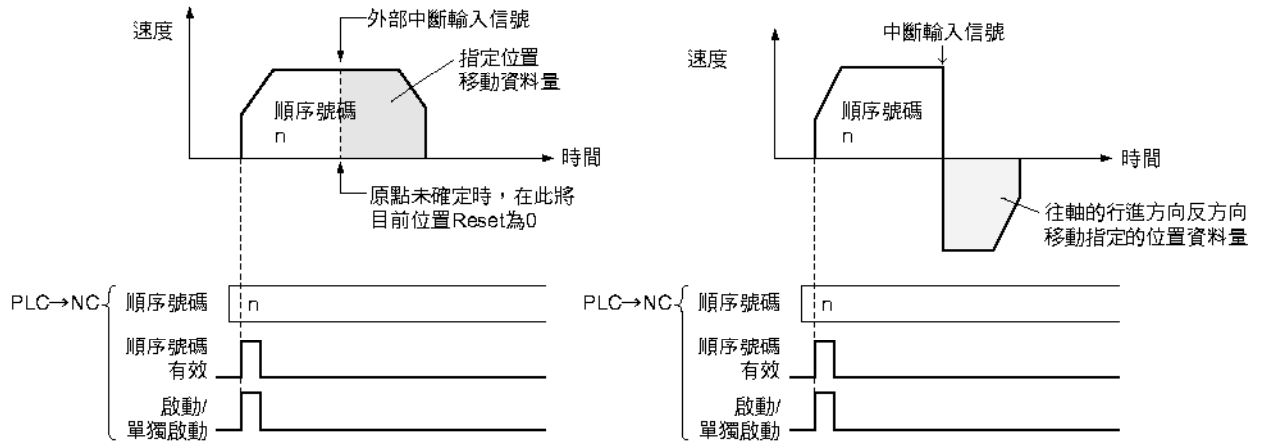 速度
外部中斷輸入信號
指定位置
移動資料量
順序號碼
n
時間
原點未確定時，在此將
目前位置Reset為0
PLC→NC
順序號碼
n
順序號碼
有效
啟動/
單獨啟動
速度
中斷輸入信號
順序號碼
n
時間
往軸的行進方向反方向
移動指定的位置資料量
PLC→NC
順序號碼
n
順序號碼
有效
啟動/
單獨啟動